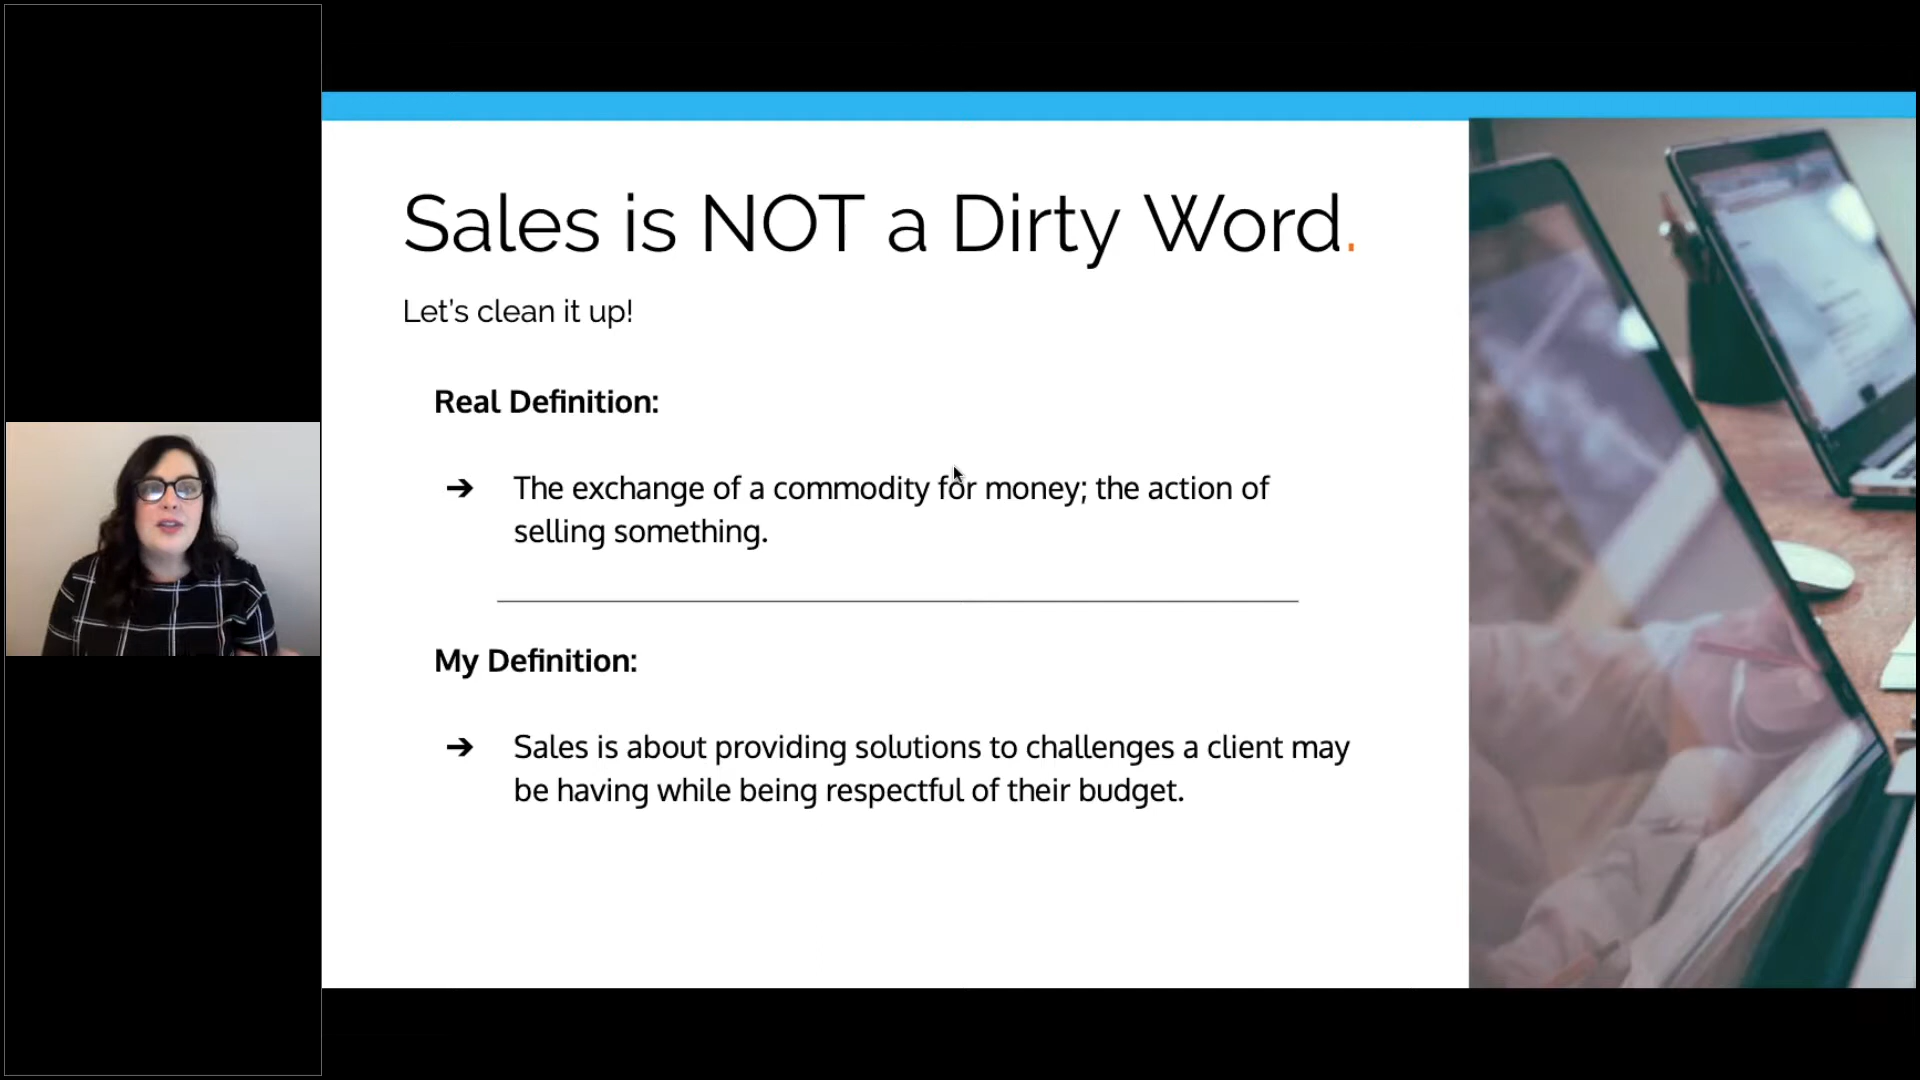 Sales is NOT a Dirty Word.
Let's clean it up!
Real Definition:
➔ The exchange of a commodity for money; the action of
selling something.
My Definition:
➔ Sales is about providing solutions to challenges a client may
be having while being respectful of their budget.